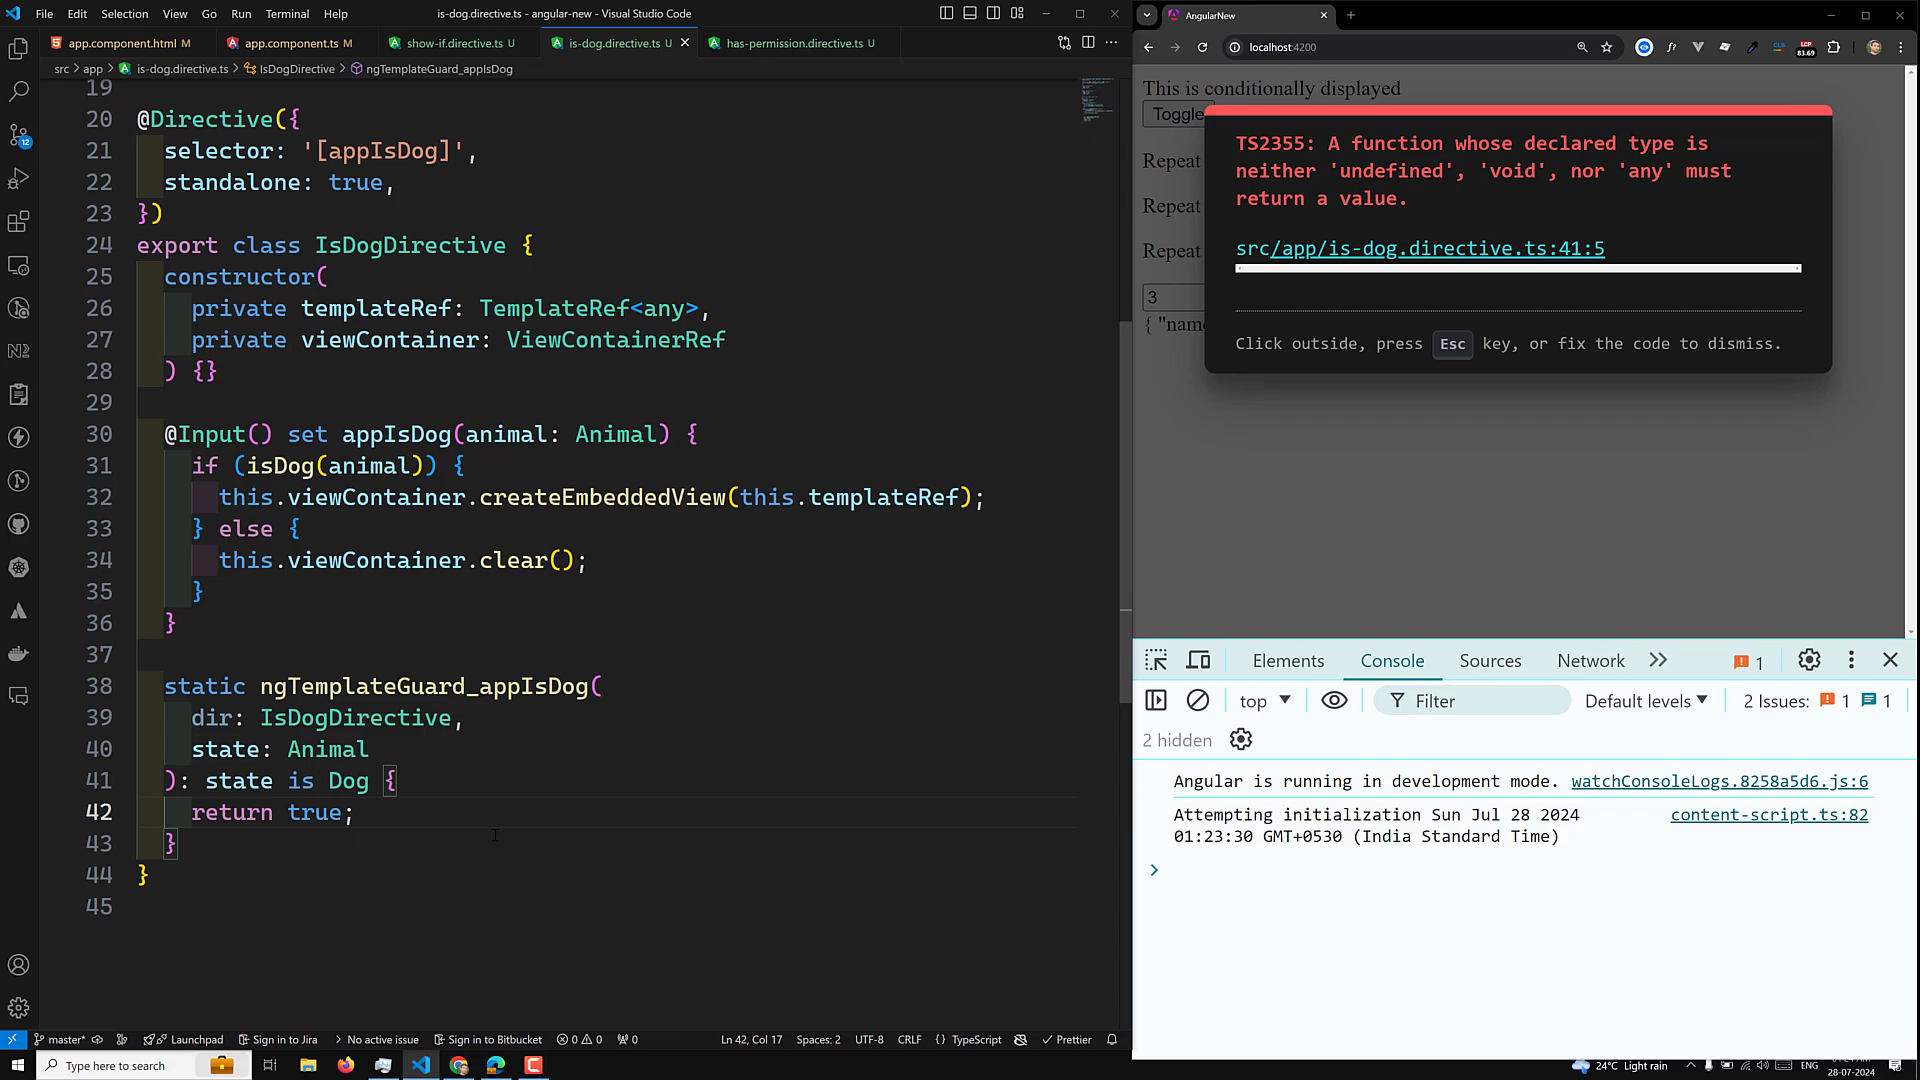 File Edit Selection View Go Run Terminal Help
is-dog.directive.ts - angular-new - Visual Studio Code
app.component.html M
app.component.ts M
show-if.directive.ts U
is-dog.directive.ts U
has-permission.directive.ts U
src > app > is-dog.directive.ts > IsDogDirective > ngTemplateGuard_appIsDog
19
20 @Directive({
21 selector: '[appIsDog]',
22 standalone: true,
23 })
24 export class IsDogDirective {
25 constructor(
26 private templateRef: TemplateRef<any>,
27 private viewContainer: ViewContainerRef
28 ) {}
29
30 @Input() set appIsDog(animal: Animal) {
31 if (isDog(animal)) {
32 this.viewContainer.createEmbeddedView(this.templateRef);
33 } else {
34 this.viewContainer.clear();
35 }
36 }
37
38 static ngTemplateGuard_appIsDog(
39 dir: IsDogDirective,
40 state: Animal
41 ): state is Dog {
42 return true;
43 }
44 }
45
12
master* Launchpad Sign in to Jira No active issue Sign in to Bitbucket 0 0 0
Ln 42, Col 17 Spaces: 2 UTF-8 CRLF {} TypeScript Prettier
AngularNew
localhost:4200
83.69
This is conditionally displayed
Toggle
Repeat
Repeat
Repeat
3
{ "name
TS2355: A function whose declared type is
neither 'undefined', 'void', nor 'any' must
return a value.
src/app/is-dog.directive.ts:41:5
Click outside, press Esc key, or fix the code to dismiss.
Elements Console Sources Network 1
top Filter Default levels 2 Issues: 1 1
2 hidden
Angular is running in development mode. watchConsoleLogs.8258a5d6.js:6
Attempting initialization Sun Jul 28 2024 content-script.ts:82
01:23:30 GMT+0530 (India Standard Time)
Type here to search
24°C Light rain
ENG
28-07-2024